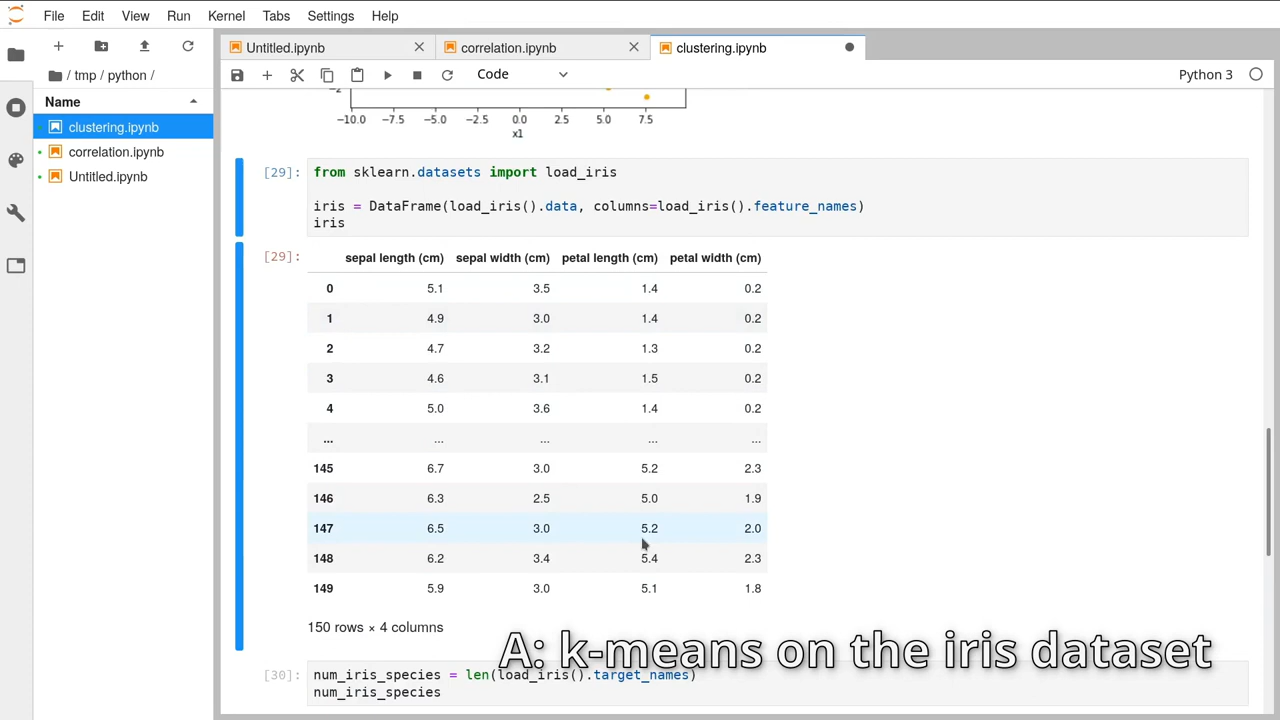 File Edit View Run Kernel Tabs Settings Help
/ tmp / python /
Name
clustering.ipynb
correlation.ipynb
Untitled.ipynb
Untitled.ipynb correlation.ipynb clustering.ipynb
Code Python 3
-2
-10.0 -7.5 -5.0 -2.5 0.0 2.5 5.0 7.5
x1
[29]: from sklearn.datasets import load_iris
iris = DataFrame(load_iris().data, columns=load_iris().feature_names)
iris
[29]: sepal length (cm) sepal width (cm) petal length (cm) petal width (cm)
0 5.1 3.5 1.4 0.2
1 4.9 3.0 1.4 0.2
2 4.7 3.2 1.3 0.2
3 4.6 3.1 1.5 0.2
4 5.0 3.6 1.4 0.2
... ... ... ... ...
145 6.7 3.0 5.2 2.3
146 6.3 2.5 5.0 1.9
147 6.5 3.0 5.2 2.0
148 6.2 3.4 5.4 2.3
149 5.9 3.0 5.1 1.8
150 rows × 4 columns
A: k-means on the iris dataset
[30]: num_iris_species = len(load_iris().target_names)
num_iris_species